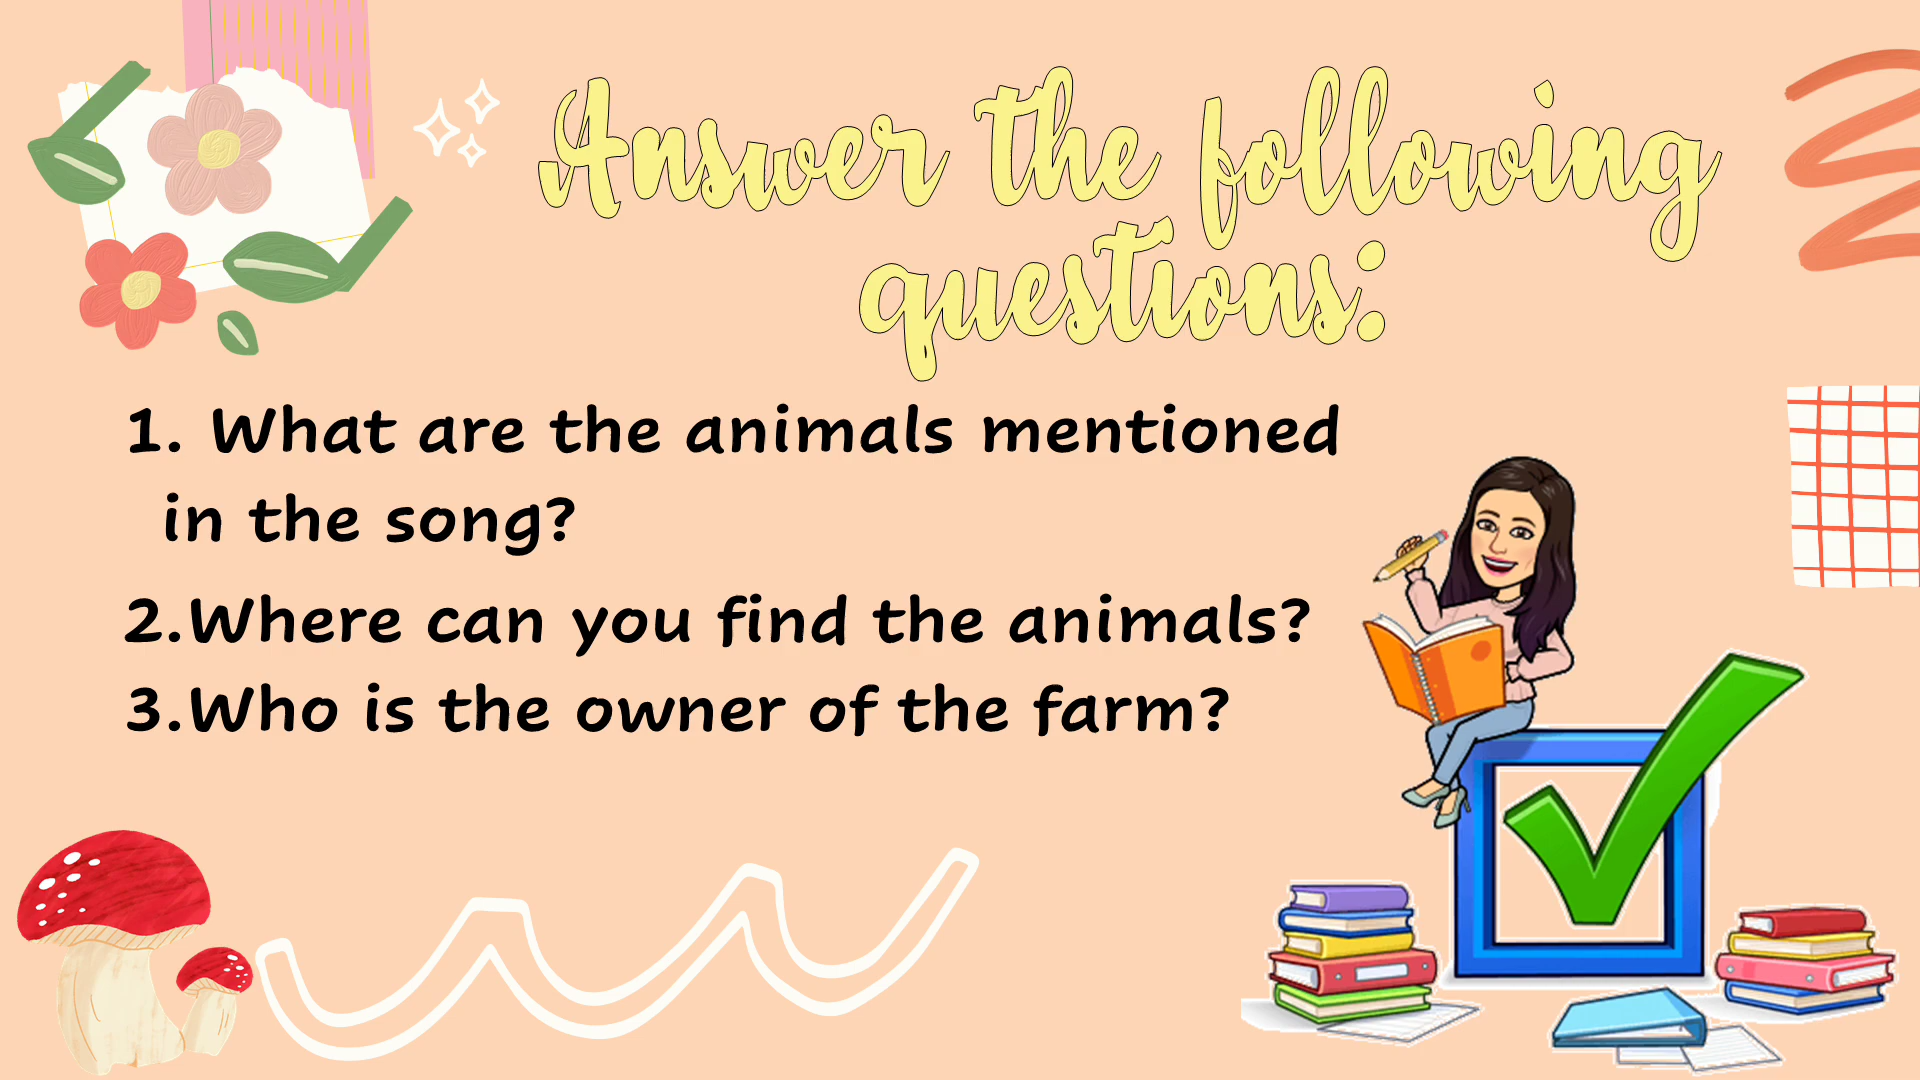 Answer the following
questions:
1. What are the animals mentioned
in the song?
2.Where can you find the animals?
3.Who is the owner of the farm?